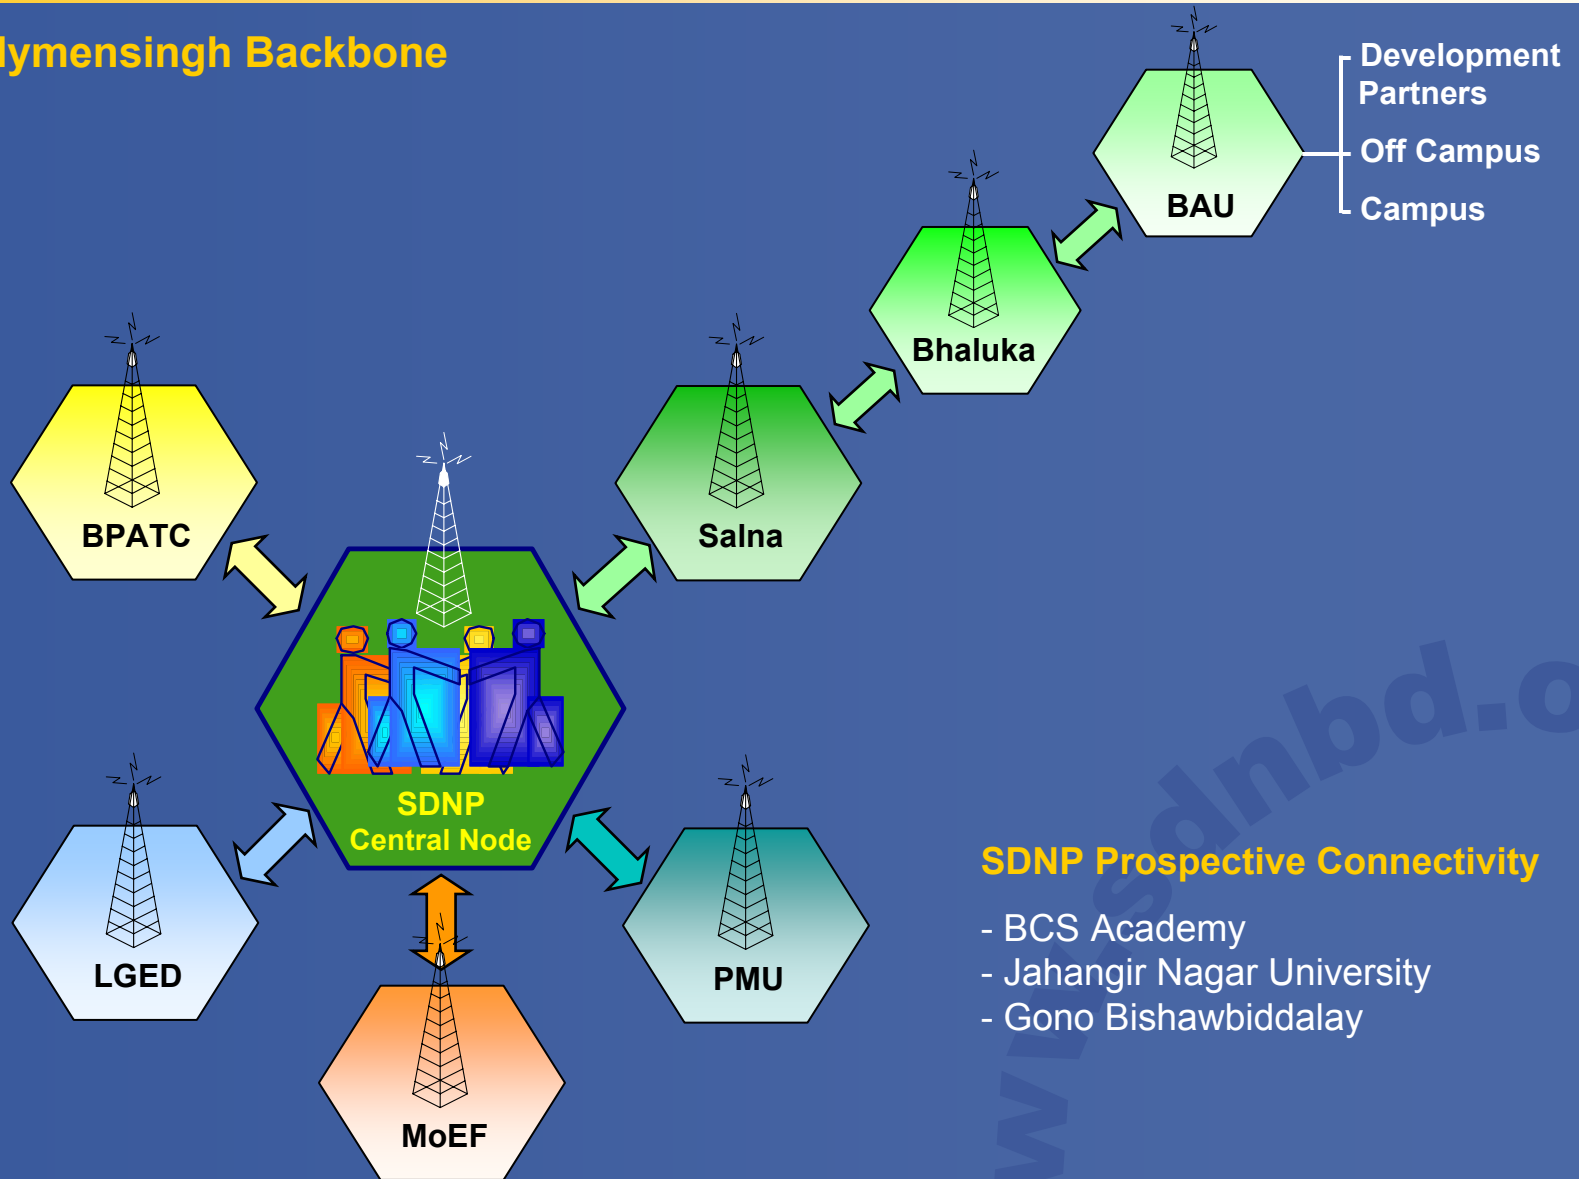 lymensingh Backbone
Development
Partners
Off Campus
Campus
BAU
Bhaluka
Salna
BPATC
SDNP
Central Node
LGED
PMU
MoEF
SDNP Prospective Connectivity
- BCS Academy
- Jahangir Nagar University
- Gono Bishawbiddalay
w.sdnbd.o